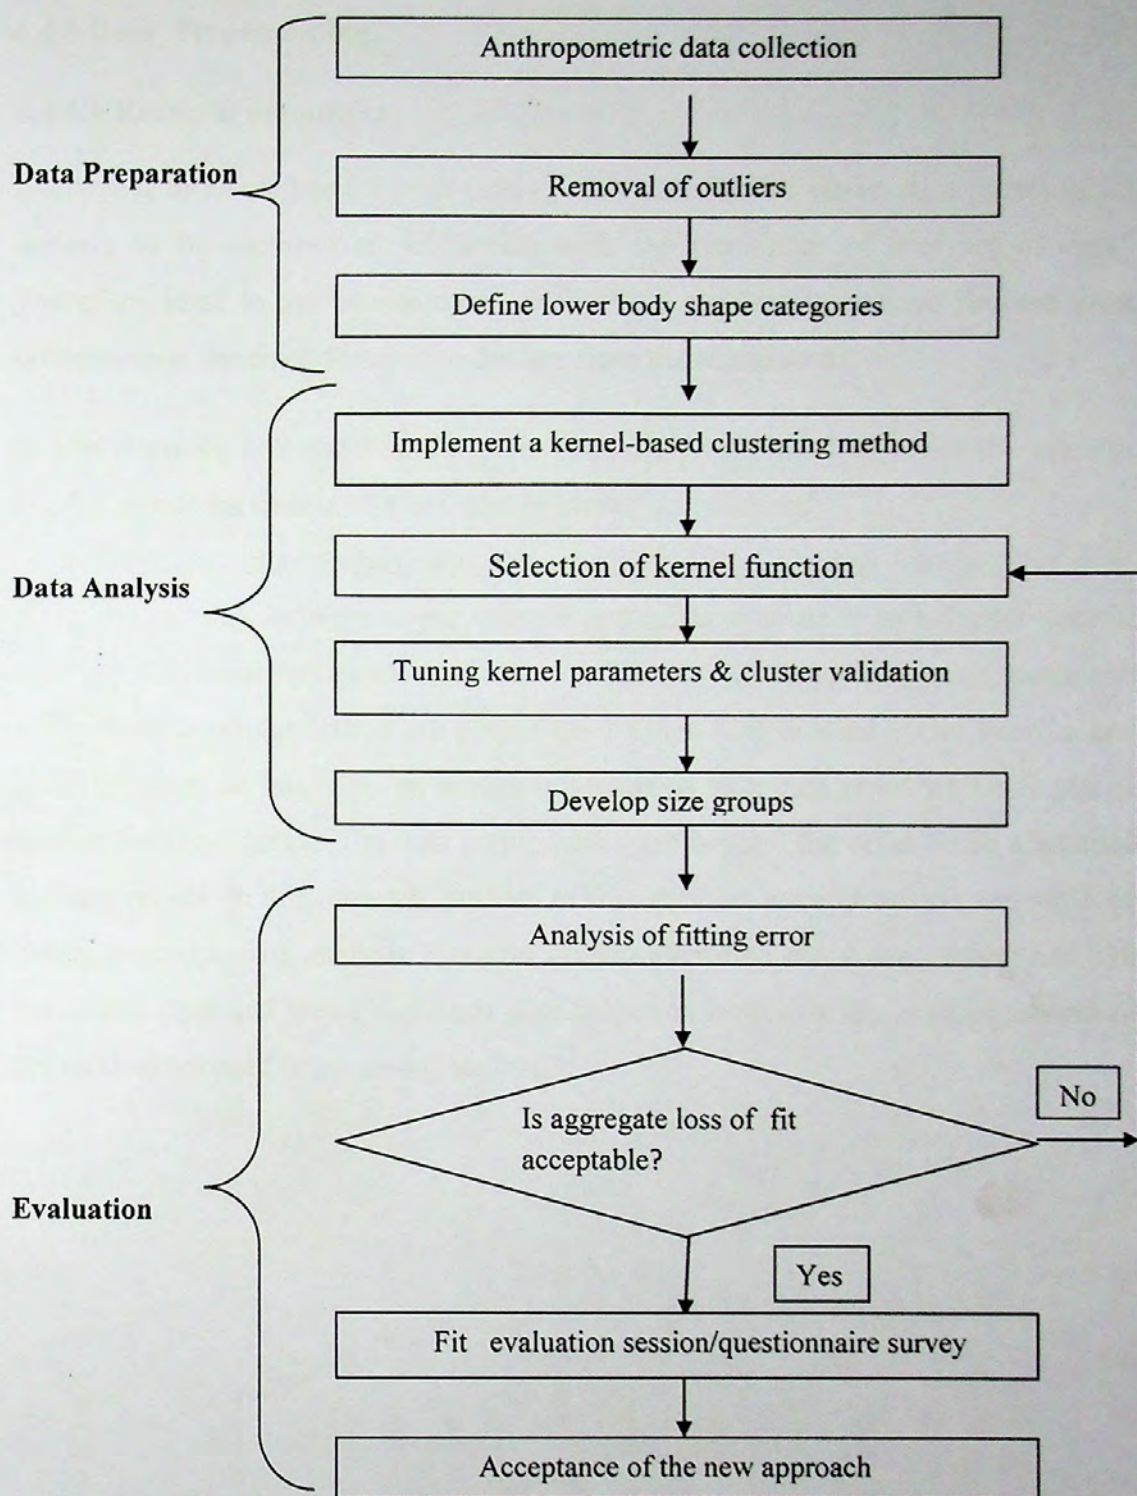 Anthropometric data collection
Data Preparation
Removal of outliers
Define lower body shape categories
Implement a kernel-based clustering method
Data Analysis
Selection of kernel function
Tuning kernel parameters & cluster validation
Develop size groups
Analysis of fitting error
Is aggregate loss of fit
acceptable?
No
Evaluation
Yes
Fit evaluation session/questionnaire survey
Acceptance of the new approach